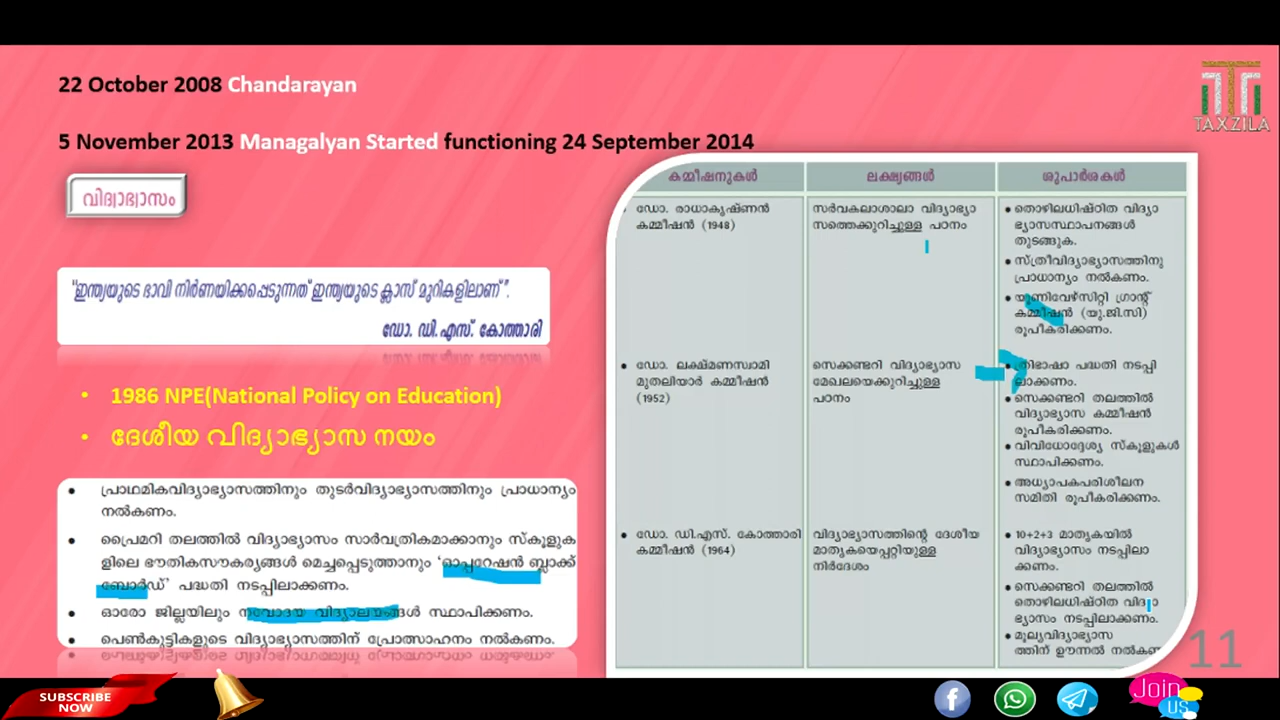 22 October 2008 Chandarayan
5 November 2013 Managalyan Started functioning 24 September 2014
TAXZILA
വിദ്യാഭ്യാസം
"ഇന്ത്യയുടെ ഭാവി നിർണയിക്കപ്പെടുന്നത് ഇന്ത്യയുടെ ക്ലാസ് മുറികളിലാണ്".
ഡോ. ഡി.എസ്. കോത്താരി
• 1986 NPE(National Policy on Education)
• ദേശീയ വിദ്യാഭ്യാസ നയം
• പ്രാഥമികവിദ്യാഭ്യാസത്തിനും തുടർവിദ്യാഭ്യാസത്തിനും പ്രാധാന്യം
നൽകണം.
• പ്രൈമറി തലത്തിൽ വിദ്യാഭ്യാസം സാർവത്രികമാക്കാനും സ്കൂളുക
ളിലെ ഭൗതികസൗകര്യങ്ങൾ മെച്ചപ്പെടുത്താനും 'ഓപ്പറേഷൻ ബ്ലാക്ക്
ബോർഡ്' പദ്ധതി നടപ്പിലാക്കണം.
• ഓരോ ജില്ലയിലും നവോദയ വിദ്യാലയങ്ങൾ സ്ഥാപിക്കണം.
• പെൺകുട്ടികളുടെ വിദ്യാഭ്യാസത്തിന് പ്രോത്സാഹനം നൽകണം.
കമ്മീഷനുകൾ
ലക്ഷ്യങ്ങൾ
ശുപാർശകൾ
ഡോ. രാധാകൃഷ്ണൻ
കമ്മീഷൻ (1948)
സർവകലാശാലാ വിദ്യാഭ്യാ
സത്തെക്കുറിച്ചുള്ള പഠനം
• തൊഴിലധിഷ്ഠിത വിദ്യാ
ഭ്യാസസ്ഥാപനങ്ങൾ
തുടങ്ങുക.
• സ്ത്രീവിദ്യാഭ്യാസത്തിനു
പ്രാധാന്യം നൽകണം.
• യൂണിവേഴ്സിറ്റി ഗ്രാന്റ്
കമ്മീഷൻ (യു.ജി.സി)
രൂപീകരിക്കണം.
• ഡോ. ലക്ഷ്മണസ്വാമി
മുതലിയാർ കമ്മീഷൻ
(1952)
സെക്കണ്ടറി വിദ്യാഭ്യാസ
മേഖലയെക്കുറിച്ചുള്ള
പഠനം
• ത്രിഭാഷാ പദ്ധതി നടപ്പി
ലാക്കണം.
• സെക്കണ്ടറി തലത്തിൽ
വിദ്യാഭ്യാസ കമ്മീഷൻ
രൂപീകരിക്കണം.
• വിവിധോദ്ദേശ്യ സ്കൂളുകൾ
സ്ഥാപിക്കണം.
• അധ്യാപകപരിശീലന
സമിതി രൂപീകരിക്കണം.
• ഡോ. ഡി.എസ്. കോത്താരി
കമ്മീഷൻ (1964)
വിദ്യാഭ്യാസത്തിന്റെ ദേശീയ
മാതൃകയെപ്പറ്റിയുള്ള
നിർദേശം
• 10+2+3 മാതൃകയിൽ
വിദ്യാഭ്യാസം നടപ്പിലാ
ക്കണം.
• സെക്കണ്ടറി തലത്തിൽ
തൊഴിലധിഷ്ഠിത വിദ്യാ
ഭ്യാസം നടപ്പിലാക്കണം.
• മൂല്യവിദ്യാഭ്യാസ
ത്തിന് ഊന്നൽ നൽകണം
11
SUBSCRIBE
NOW
Join
US